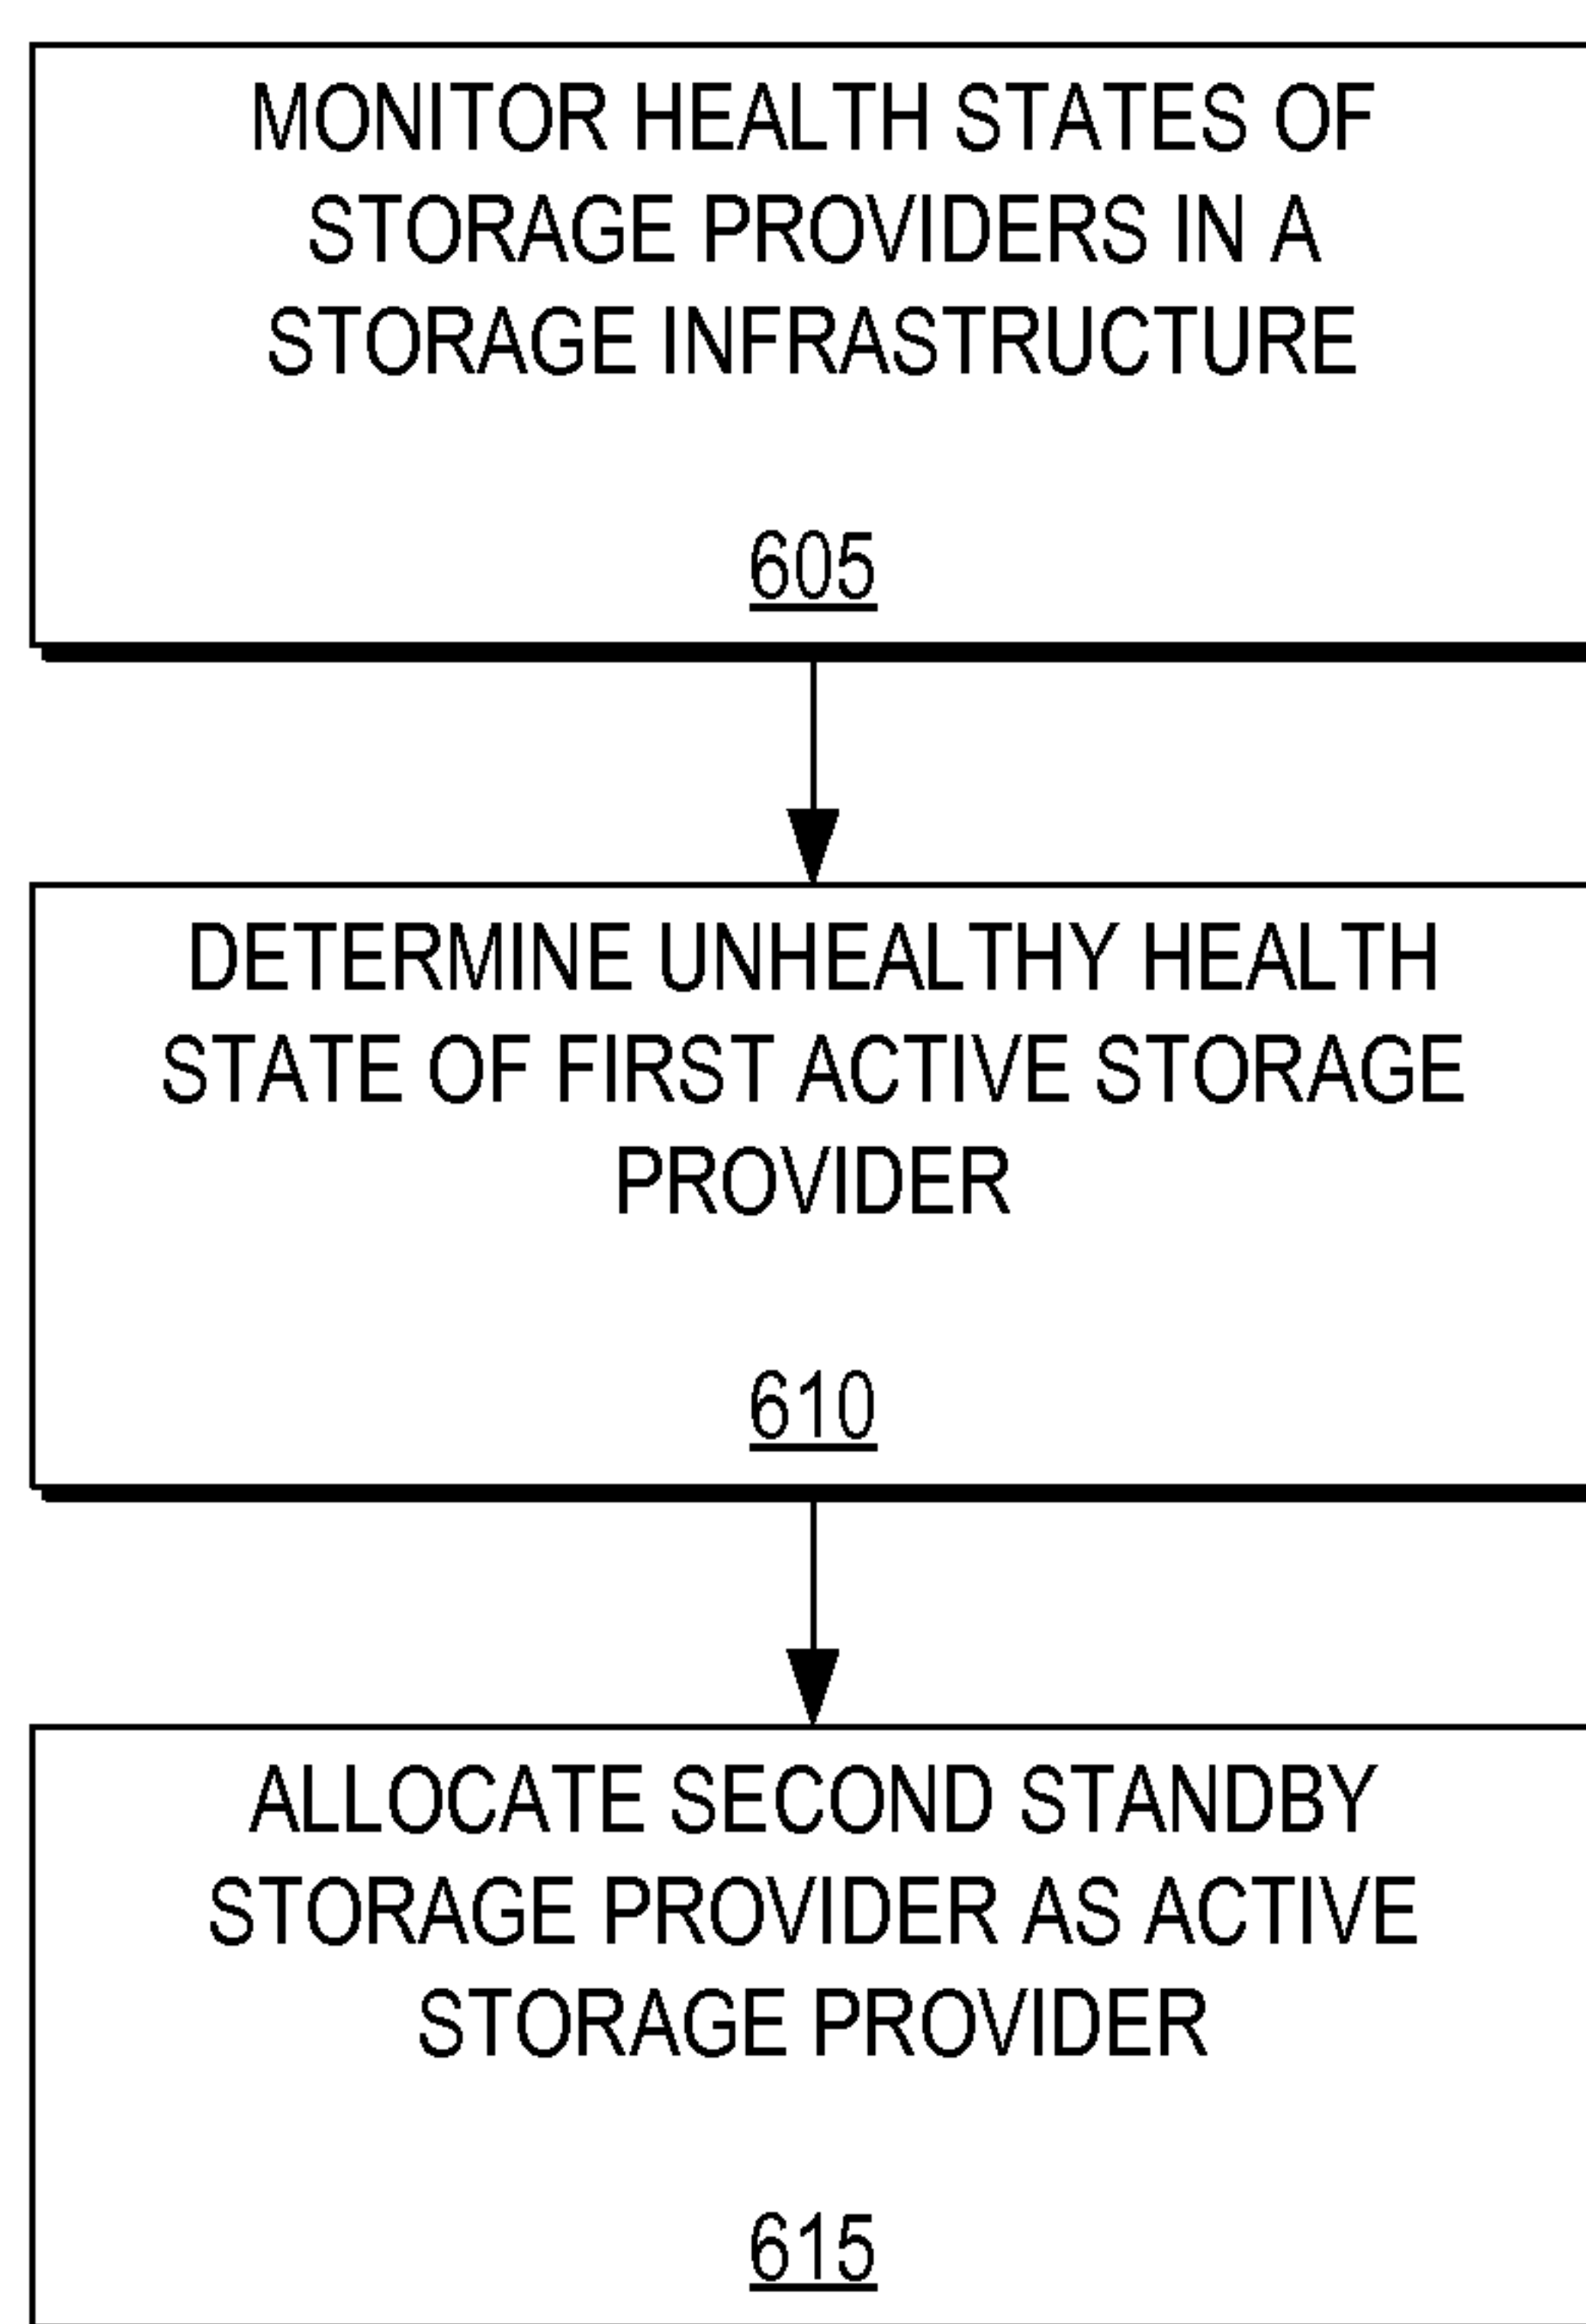 MONITOR HEALTH STATES OF
STORAGE PROVIDERS IN A
STORAGE INFRASTRUCTURE
605
DETERMINE UNHEALTHY HEALTH
STATE OF FIRST ACTIVE STORAGE
PROVIDER
610
ALLOCATE SECOND STANDBY
STORAGE PROVIDER AS ACTIVE
STORAGE PROVIDER
615